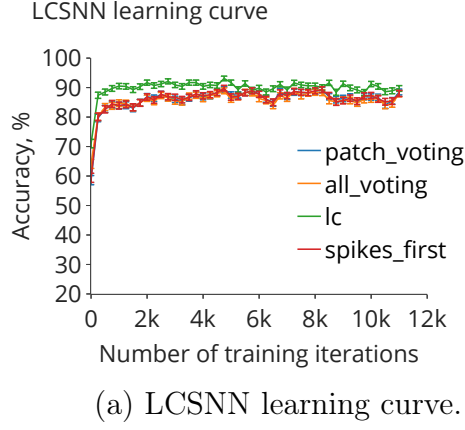 LCSNN learning curve
Accuracy, %
100
90
80
70
60
50
40
30
20
patch_voting
all_voting
lc
spikes_first
0 2k 4k 6k 8k 10k 12k
Number of training iterations
(a) LCSNN learning curve.